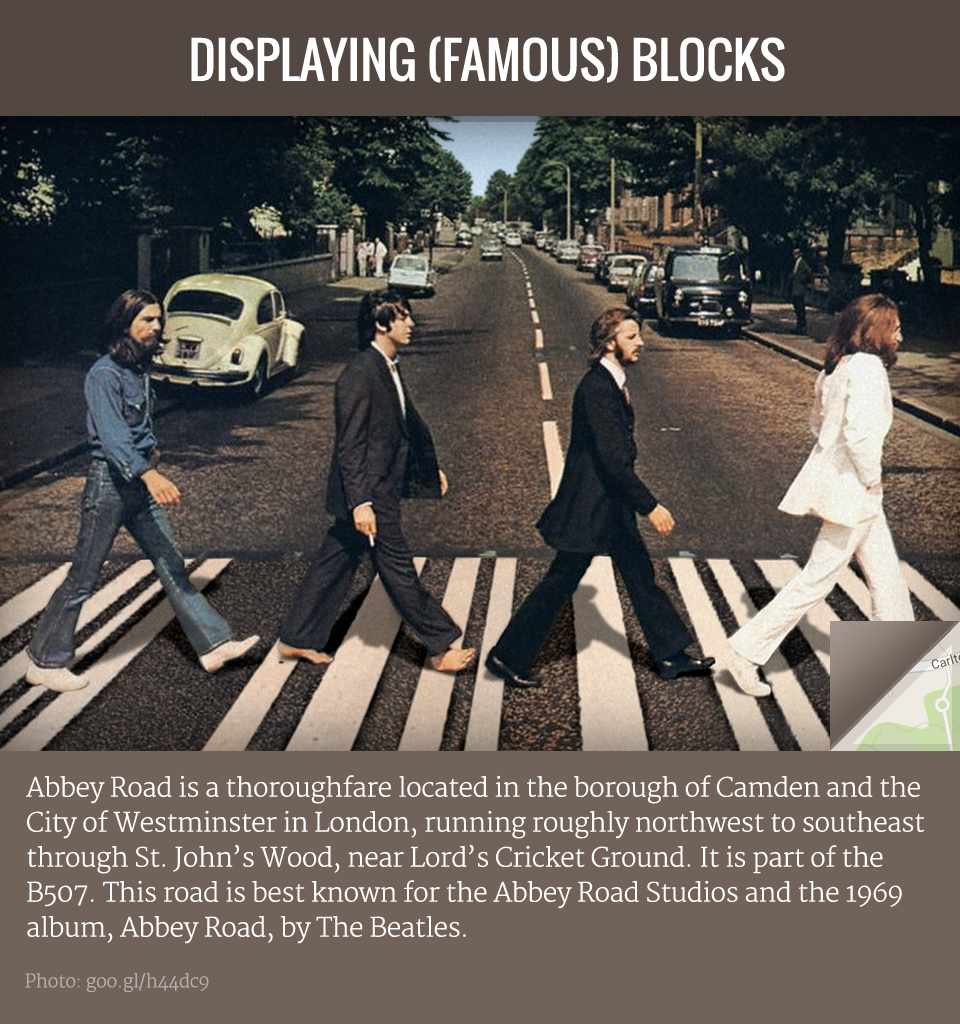 DISPLAYING (FAMOUS) BLOCKS
Abbey Road is a thoroughfare located in the borough of Camden and the
City of Westminster in London, running roughly northwest to southeast
through St. John’s Wood, near Lord’s Cricket Ground. It is part of the
B507. This road is best known for the Abbey Road Studios and the 1969
album, Abbey Road, by The Beatles.
Photo: goo.gl/h44dc9